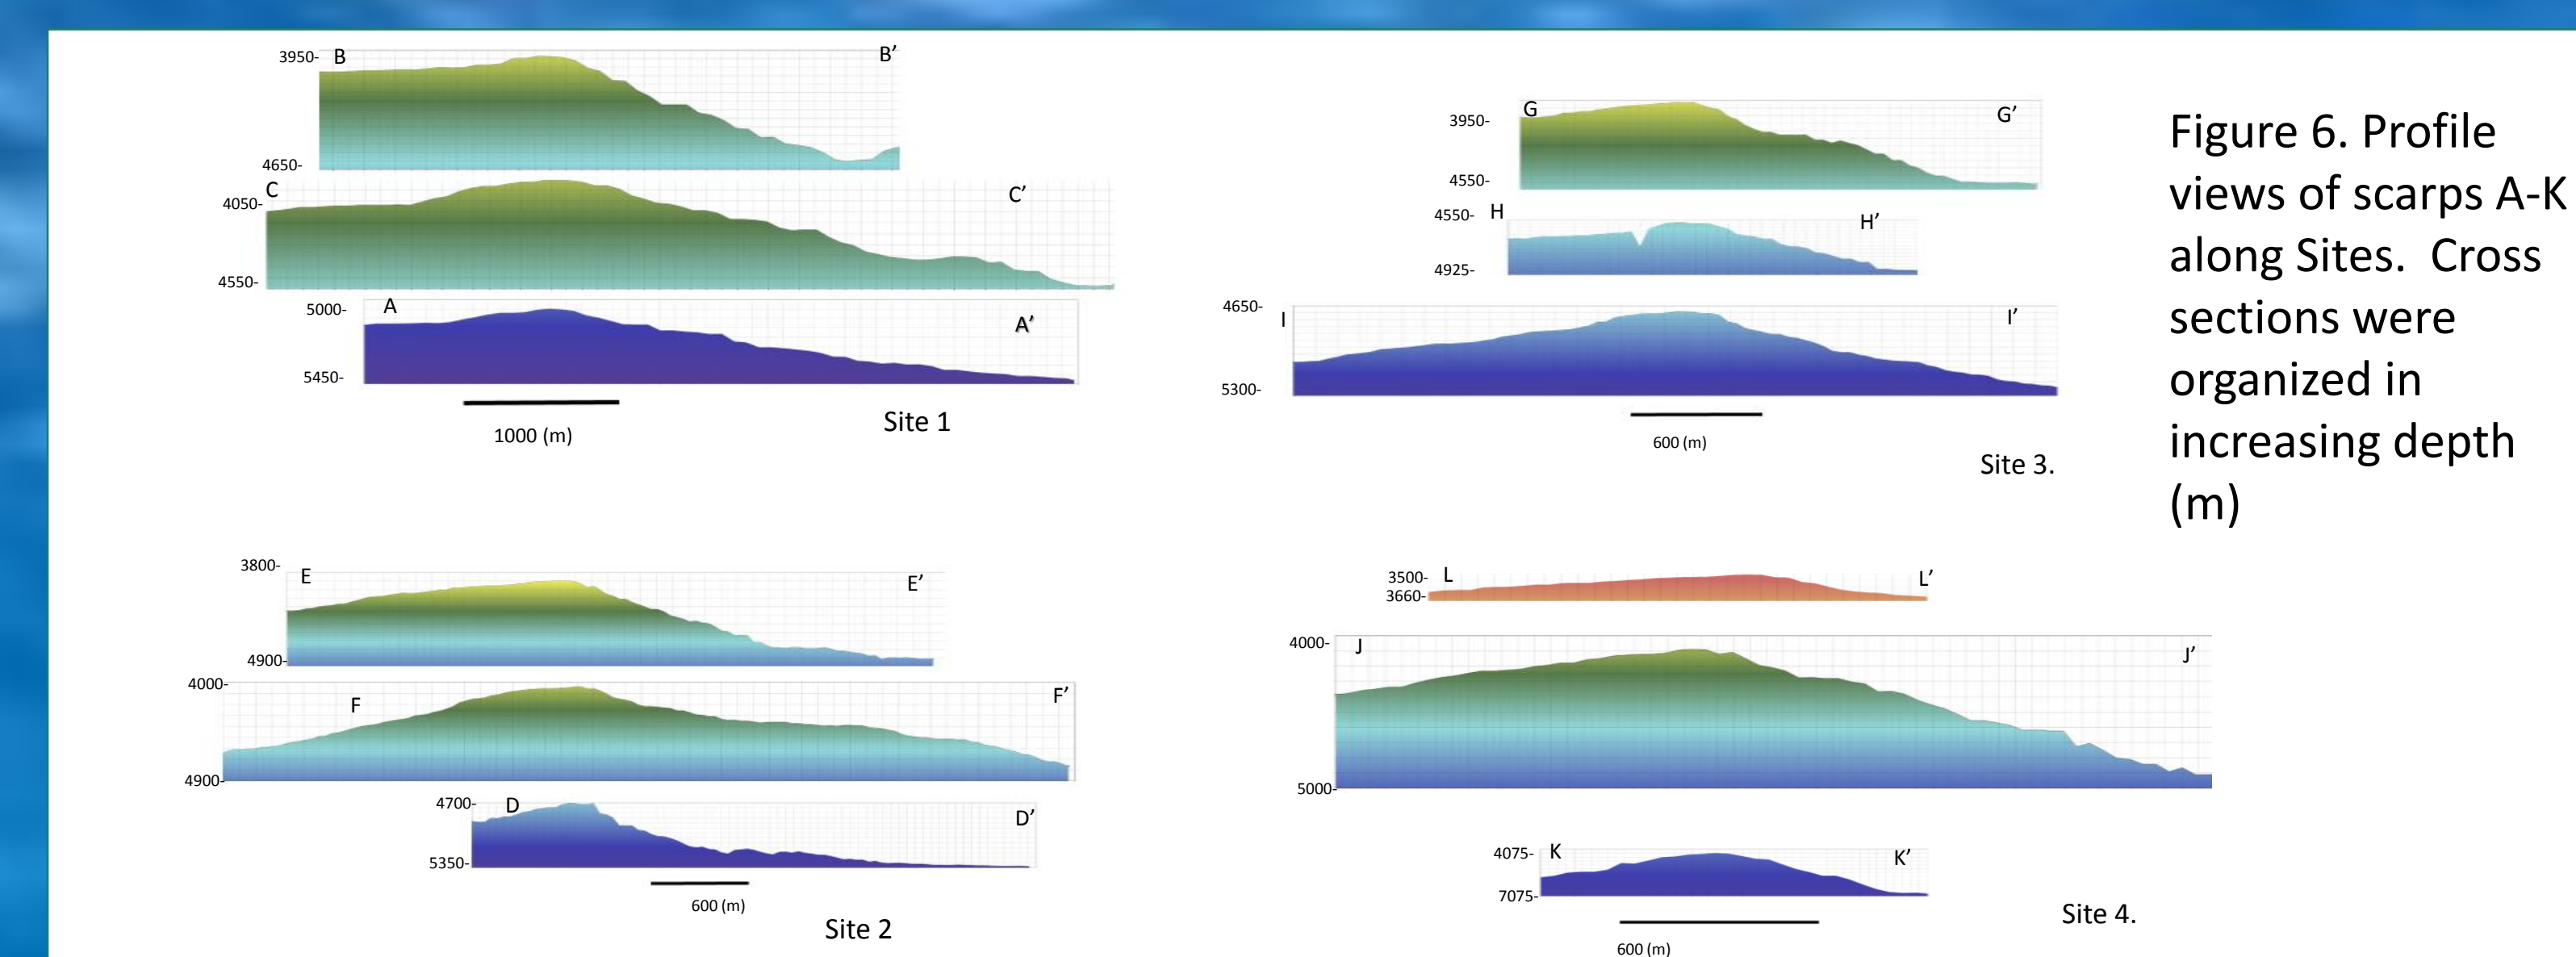 3950-
B
B’
4650-
C
C’
4050-
4550-
A
5000-
A’
5450-
1000 (m)
Site 1
3800-
E
E’
4900-
4000-
F
F’
4900-
4700-
D
D’
5350-
600 (m)
Site 2
G
G’
3950-
4550-
4550-
H
H’
4925-
4650-
I
I’
5300-
600 (m)
Site 3.
3500-
L
L’
3660-
4000-
J
J’
5000-
4075-
K
K’
7075-
600 (m)
Site 4.
Figure 6. Profile
views of scarps A-K
along Sites.  Cross
sections were
organized in
increasing depth
(m)